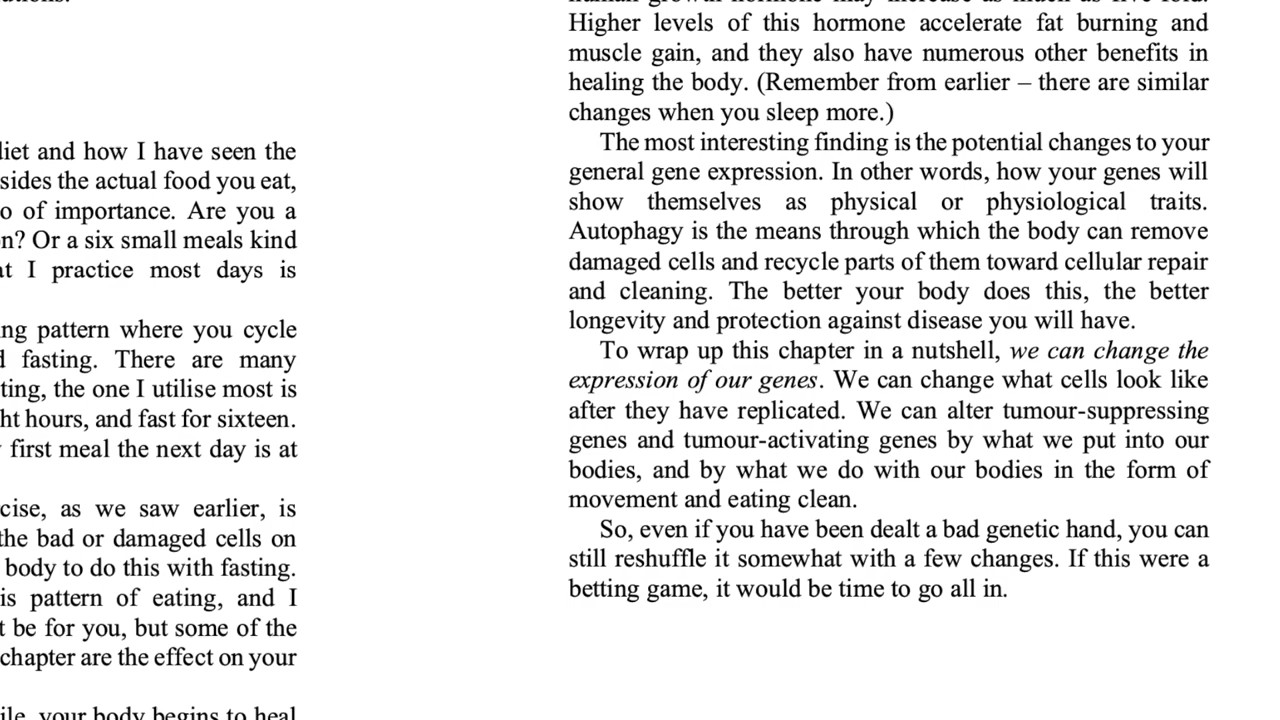 diet and how I have seen the
sides the actual food you eat,
o of importance. Are you a
n? Or a six small meals kind
at I practice most days is
ing pattern where you cycle
d fasting. There are many
ting, the one I utilise most is
ht hours, and fast for sixteen.
first meal the next day is at
cise, as we saw earlier, is
the bad or damaged cells on
body to do this with fasting.
is pattern of eating, and I
t be for you, but some of the
chapter are the effect on your
ile, your body begins to heal
human growth hormone may increase as much as five-fold.
Higher levels of this hormone accelerate fat burning and
muscle gain, and they also have numerous other benefits in
healing the body. (Remember from earlier – there are similar
changes when you sleep more.)
The most interesting finding is the potential changes to your
general gene expression. In other words, how your genes will
show themselves as physical or physiological traits.
Autophagy is the means through which the body can remove
damaged cells and recycle parts of them toward cellular repair
and cleaning. The better your body does this, the better
longevity and protection against disease you will have.
To wrap up this chapter in a nutshell, we can change the
expression of our genes. We can change what cells look like
after they have replicated. We can alter tumour-suppressing
genes and tumour-activating genes by what we put into our
bodies, and by what we do with our bodies in the form of
movement and eating clean.
So, even if you have been dealt a bad genetic hand, you can
still reshuffle it somewhat with a few changes. If this were a
betting game, it would be time to go all in.